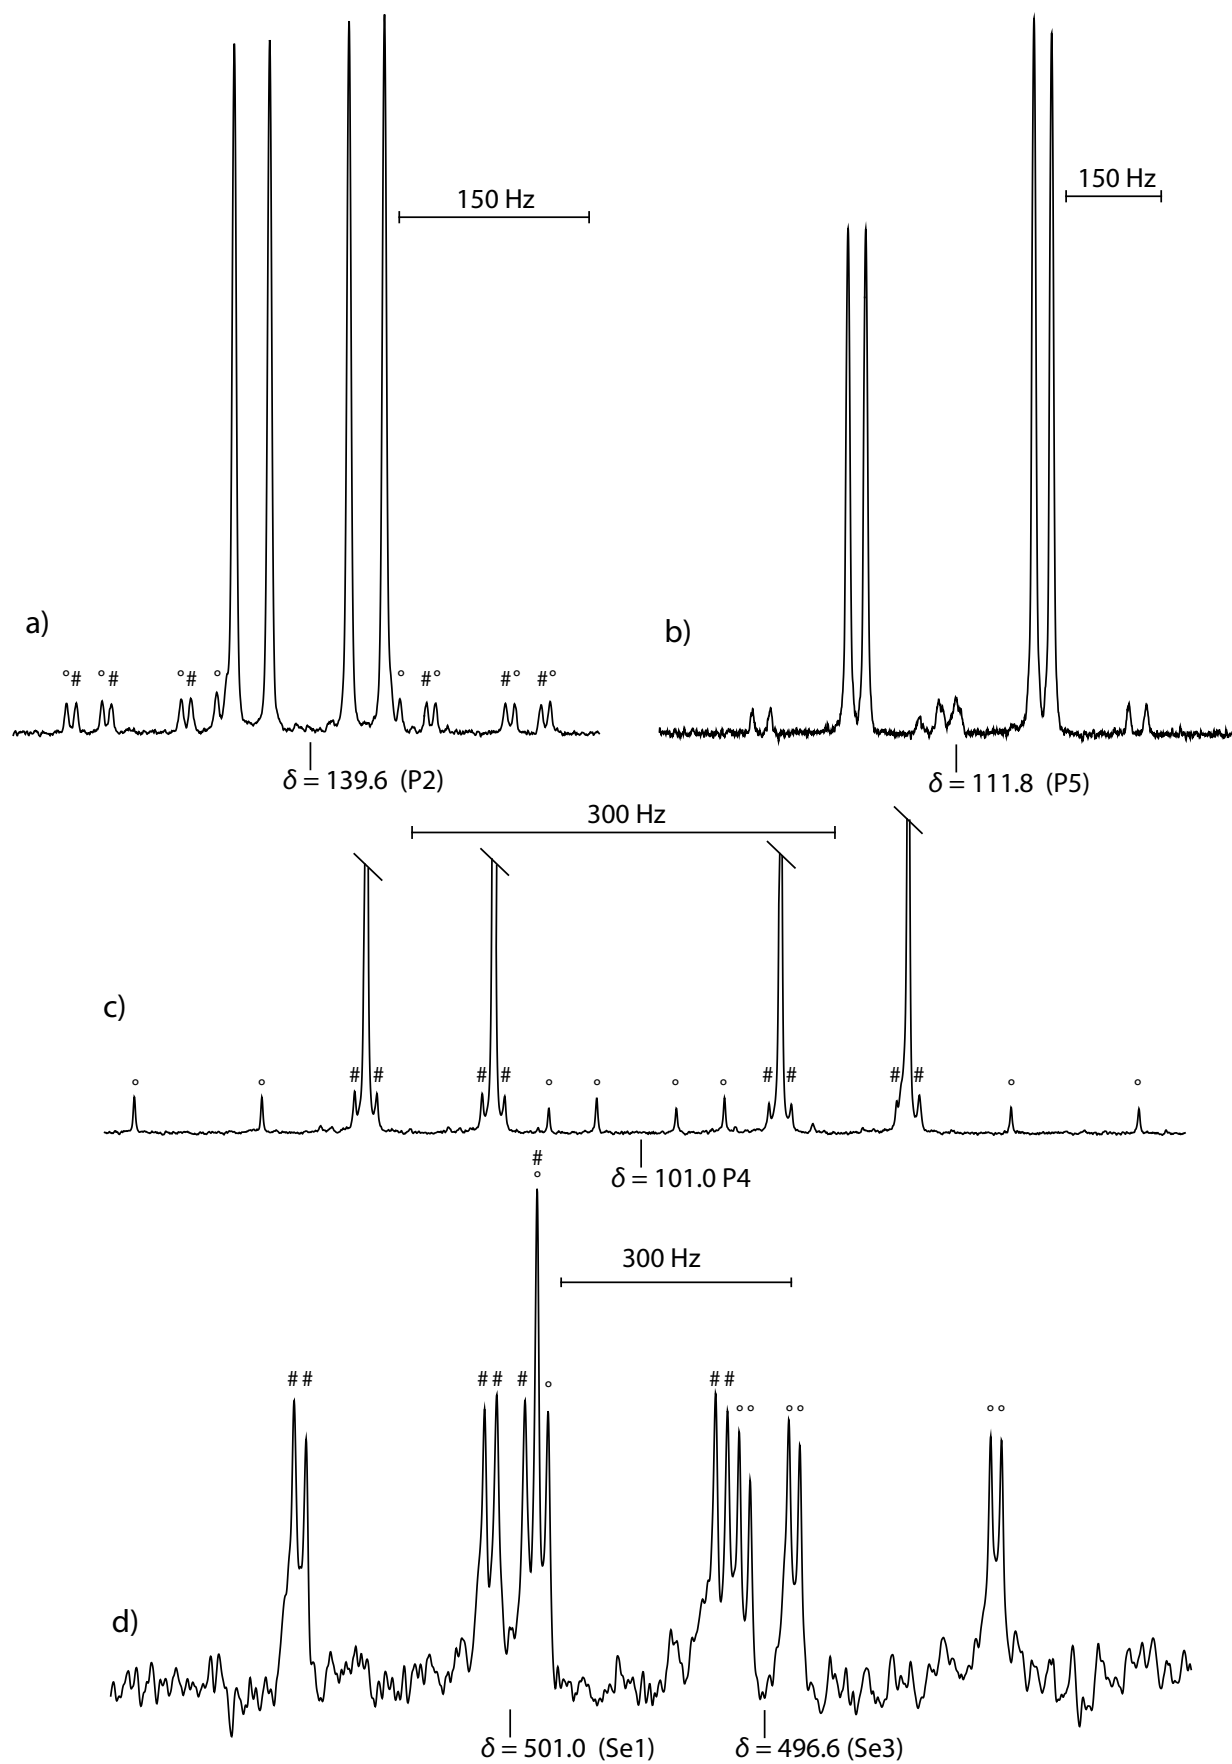 150 Hz
150 Hz
a)
b)
°# °# °# ° ° #° #° #°
δ = 139.6 (P2)
δ = 111.8 (P5)
300 Hz
c)
° ° # # # # ° ° ° ° # # # # ° °
δ = 101.0 P4
#
°
300 Hz
# # # # # ° # # ° ° ° ° ° °
d)
δ = 501.0 (Se1)
δ = 496.6 (Se3)